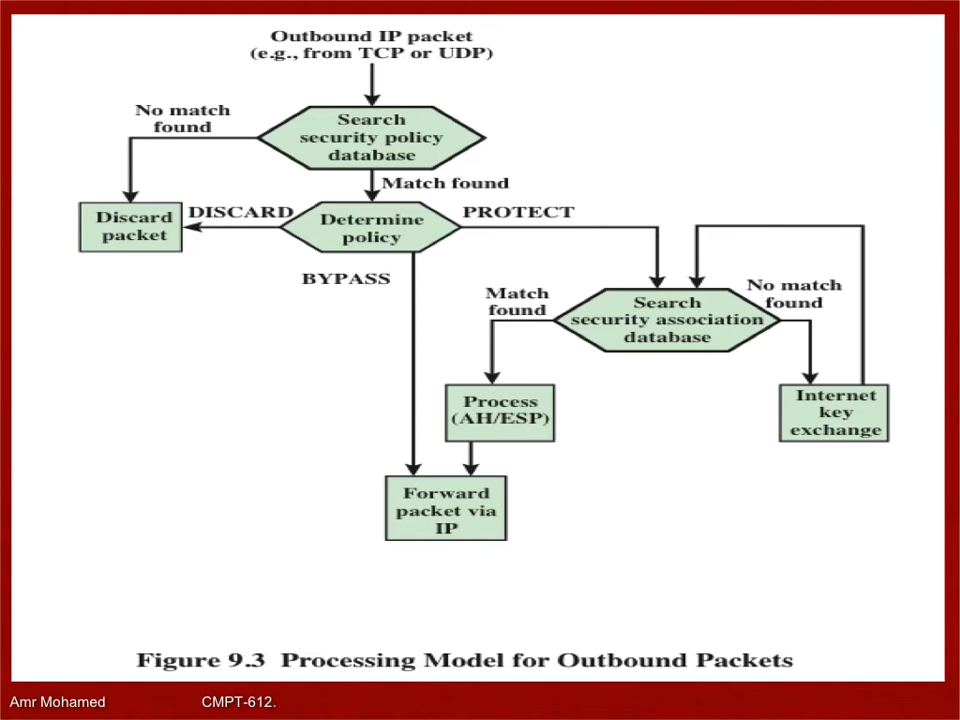 Outbound IP packet
(e.g., from TCP or UDP)
No match
found
Search
security policy
database
Match found
Discard
packet
DISCARD
Determine
policy
PROTECT
BYPASS
Match
found
Search
security association
database
No match
found
Process
(AH/ESP)
Internet
key
exchange
Forward
packet via
IP
Figure 9.3 Processing Model for Outbound Packets
Amr Mohamed
CMPT-612.